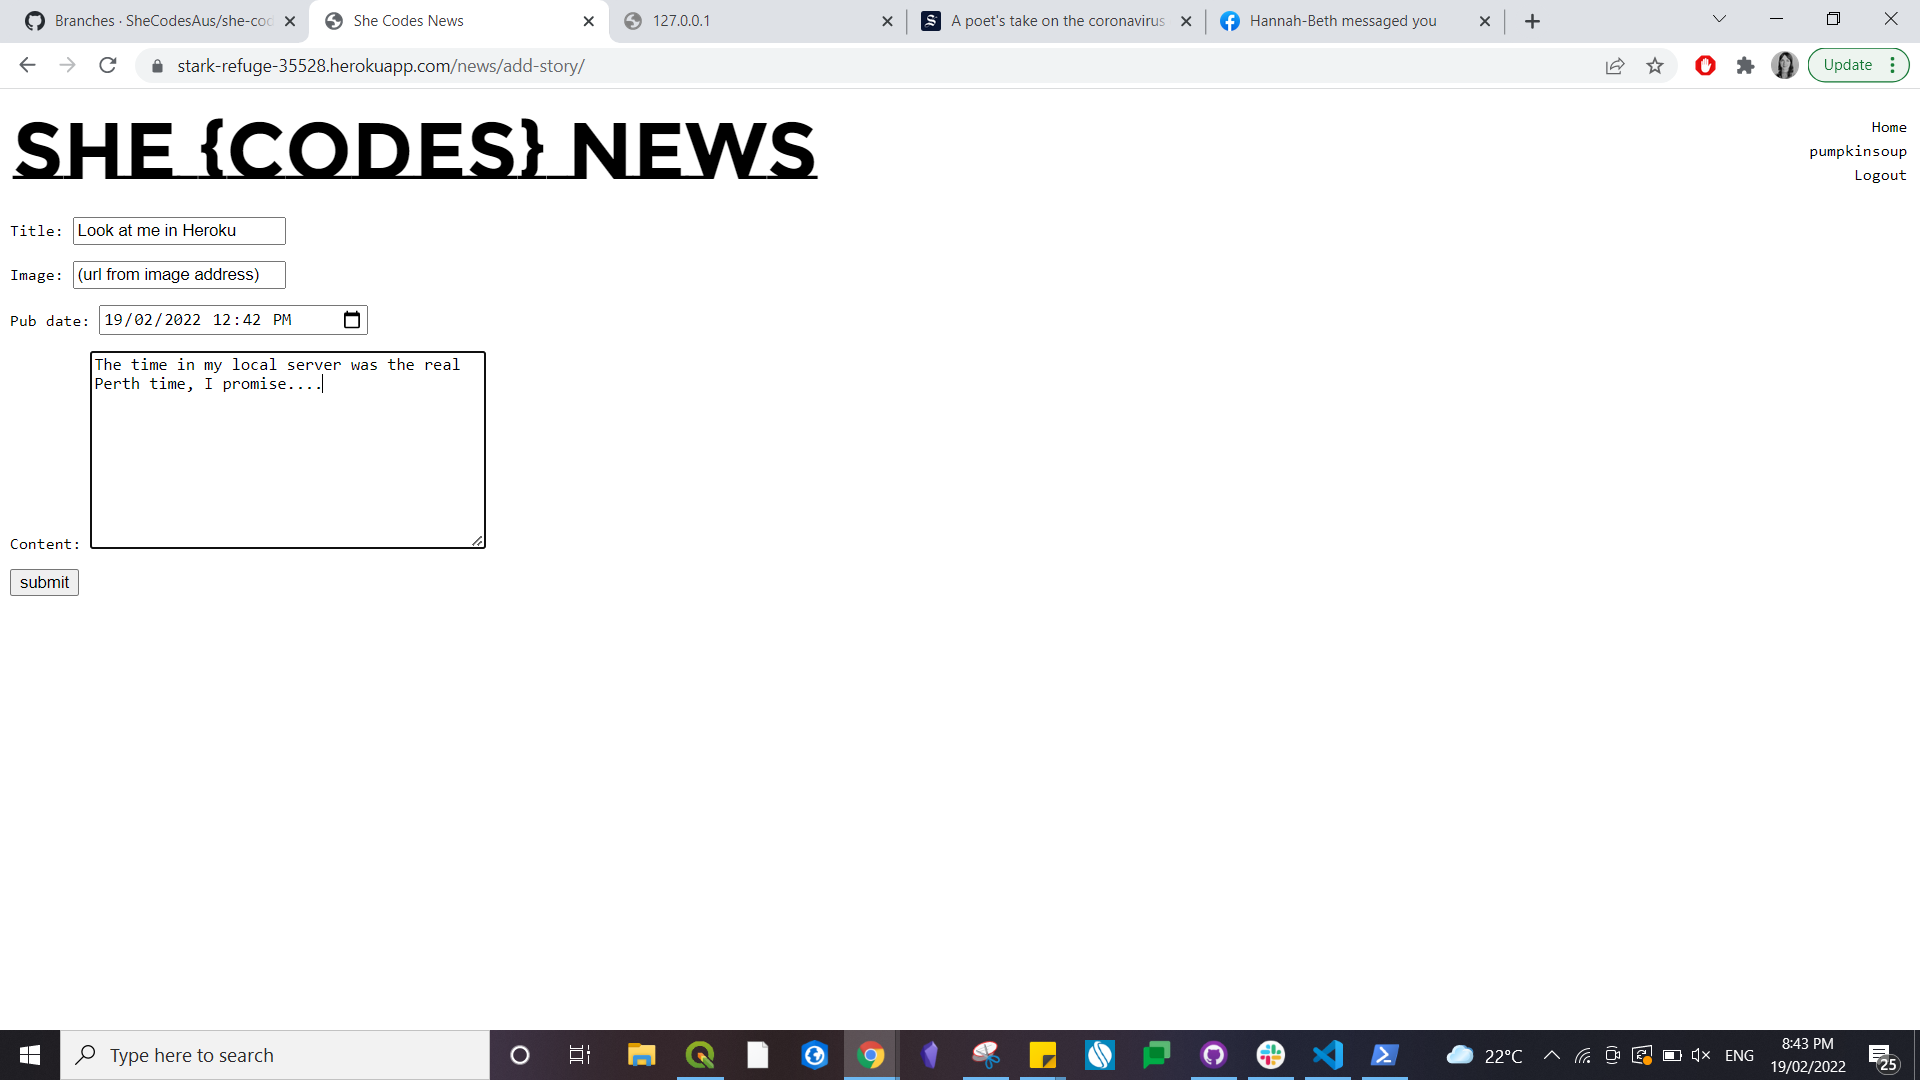 Branches · SheCodesAus/she-cod
She Codes News
127.0.0.1
A poet's take on the coronavirus
Hannah-Beth messaged you
stark-refuge-35528.herokuapp.com/news/add-story/
Update
SHE {CODES} NEWS
Home
pumpkinsoup
Logout
Title: Look at me in Heroku
Image: (url from image address)
Pub date: 19/02/2022 12:42 PM
The time in my local server was the real
Perth time, I promise....
Content:
submit
Type here to search
22°C
ENG
8:43 PM
19/02/2022
25